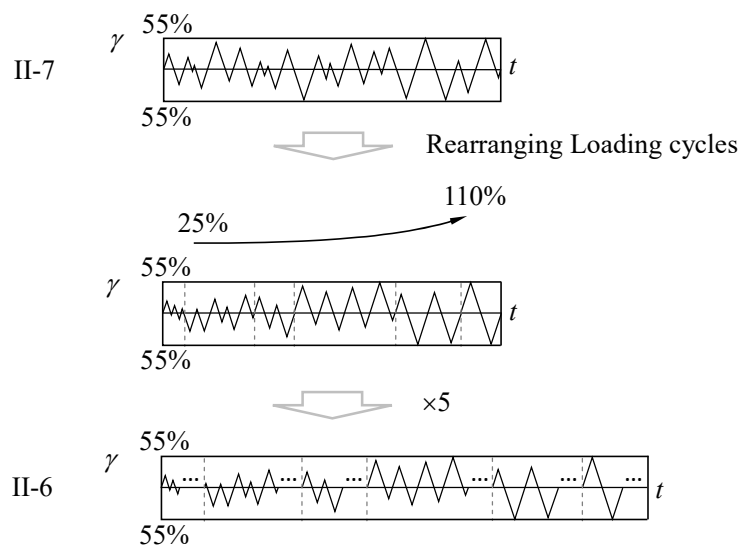 55%
γ
II-7
t
55%
Rearranging Loading cycles
110%
25%
55%
γ
t
55%
×5
55%
γ
... ... ... ... ... ...
II-6
t
55%